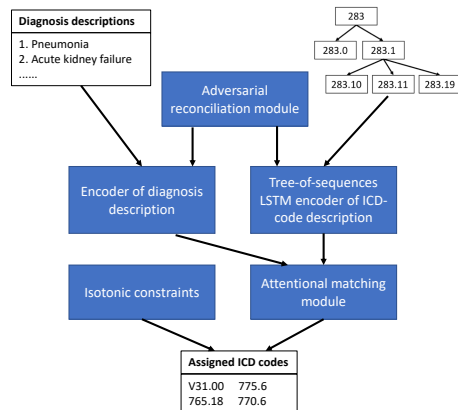 Diagnosis descriptions
1. Pneumonia
2. Acute kidney failure
......
283
283.0
283.1
283.10
283.11
283.19
Adversarial
reconciliation module
Encoder of diagnosis
description
Tree-of-sequences
LSTM encoder of ICD-
code description
Isotonic constraints
Attentional matching
module
Assigned ICD codes
V31.00 775.6
765.18 770.6